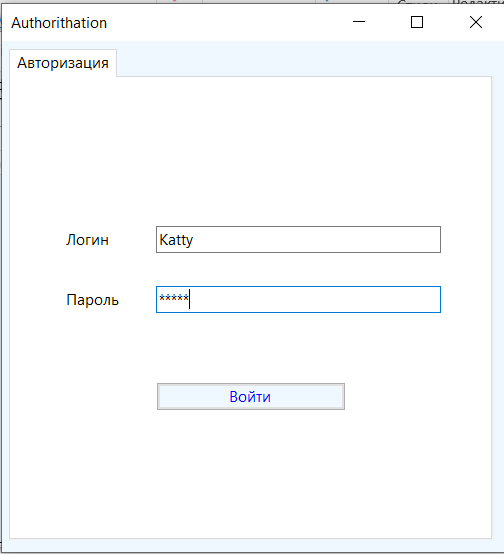 Authorithation
Авторизация
Логин
Katty
Пароль
*****
Войти